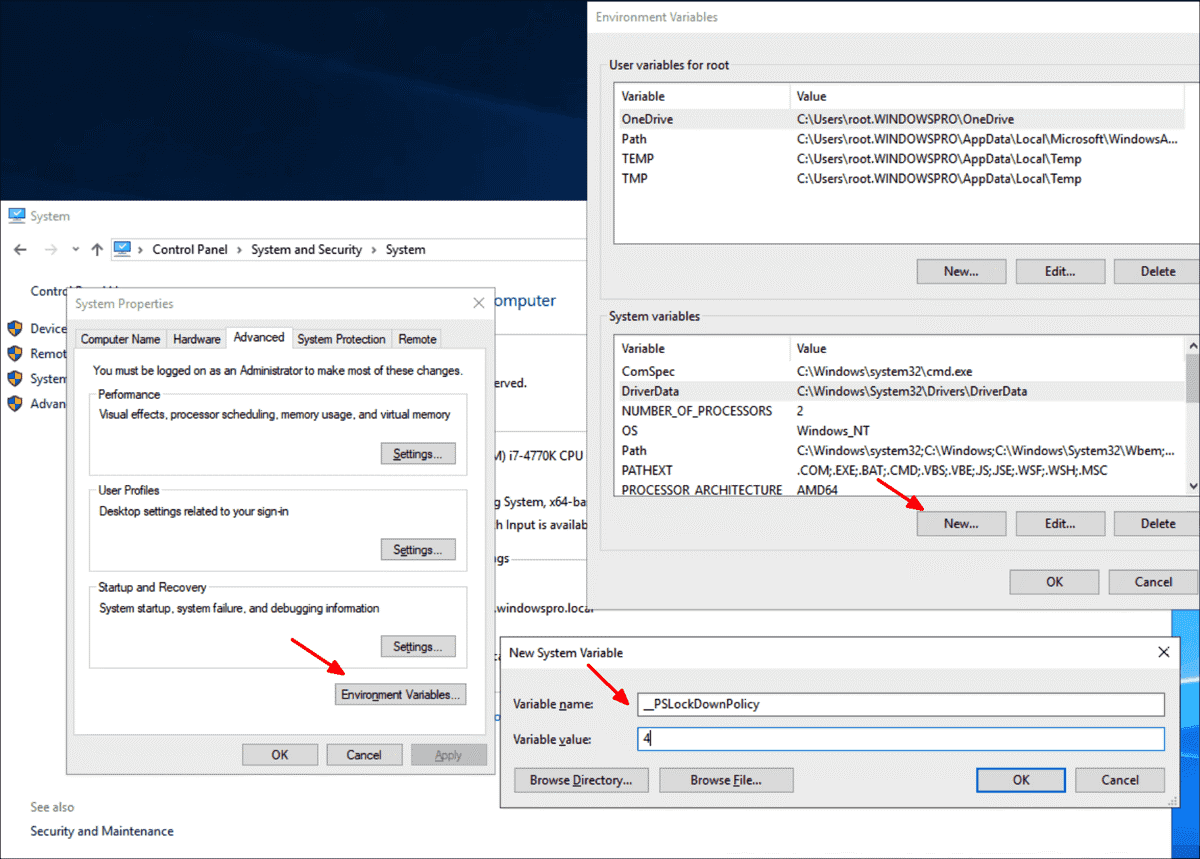 Environment Variables
User variables for root
Variable Value
OneDrive C:\Users\root.WINDOWSPRO\OneDrive
Path C:\Users\root.WINDOWSPRO\AppData\Local\Microsoft\WindowsA...
TEMP C:\Users\root.WINDOWSPRO\AppData\Local\Temp
TMP C:\Users\root.WINDOWSPRO\AppData\Local\Temp
New... Edit... Delete
System variables
Variable Value
ComSpec C:\Windows\system32\cmd.exe
DriverData C:\Windows\System32\Drivers\DriverData
NUMBER_OF_PROCESSORS 2
OS Windows_NT
Path C:\Windows\system32;C:\Windows;C:\Windows\System32\Wbem;...
PATHEXT .COM;.EXE;.BAT;.CMD;.VBS;.VBE;.JS;.JSE;.WSF;.WSH;.MSC
PROCESSOR_ARCHITECTURE AMD64
New... Edit... Delete
OK Cancel
System
Control Panel › System and Security › System
Contro
Device
Remot
System
Advan
omputer
erved.
M) i7-4770K CPU
g System, x64-ba
h Input is availab
ngs
.windowspro.local
System Properties
Computer Name Hardware Advanced System Protection Remote
You must be logged on as an Administrator to make most of these changes.
Performance
Visual effects, processor scheduling, memory usage, and virtual memory
Settings...
User Profiles
Desktop settings related to your sign-in
Settings...
Startup and Recovery
System startup, system failure, and debugging information
Settings...
Environment Variables...
OK Cancel Apply
New System Variable
Variable name: __PSLockDownPolicy
Variable value: 4
Browse Directory... Browse File... OK Cancel
See also
Security and Maintenance